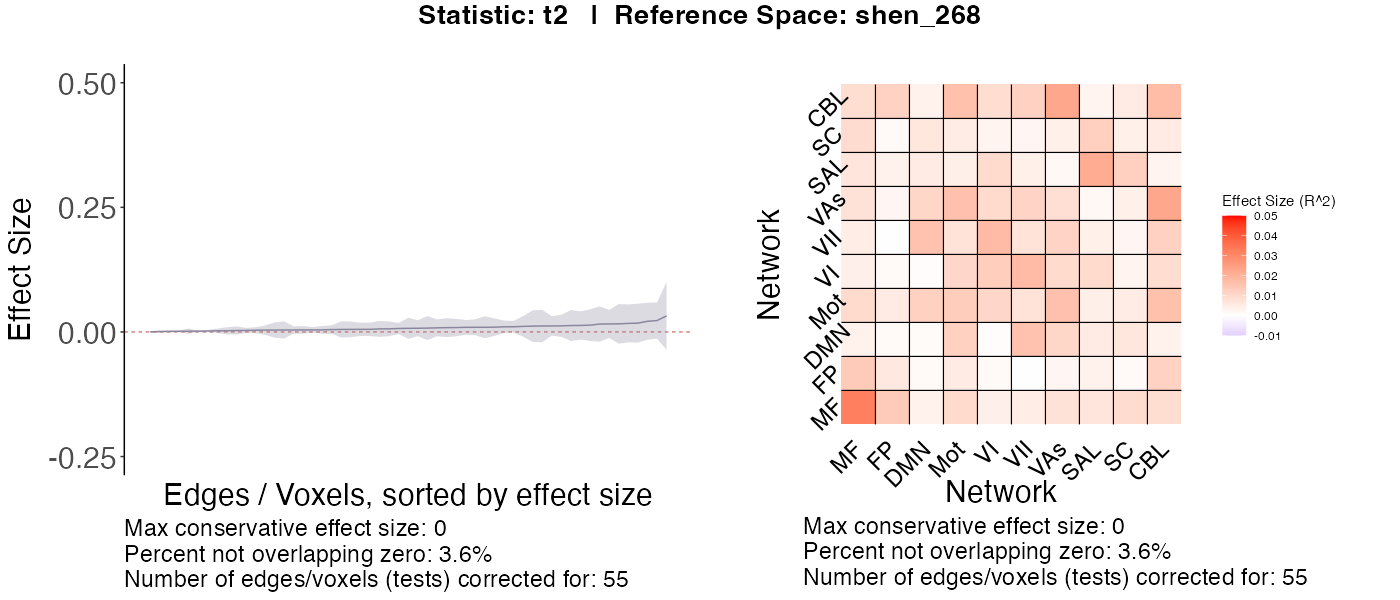 Statistic: t2 | Reference Space: shen_268
0.50
0.25
0.00
-0.25
Effect Size
Edges / Voxels, sorted by effect size
Max conservative effect size: 0
Percent not overlapping zero: 3.6%
Number of edges/voxels (tests) corrected for: 55
Network
CBL
SC
SAL
VAs
VII
VI
Mot
DMN
FP
MF
MF
FP
DMN
Mot
VI
VII
VAs
SAL
SC
CBL
Network
Effect Size (R^2)
0.05
0.04
0.03
0.02
0.01
0.00
-0.01
Max conservative effect size: 0
Percent not overlapping zero: 3.6%
Number of edges/voxels (tests) corrected for: 55